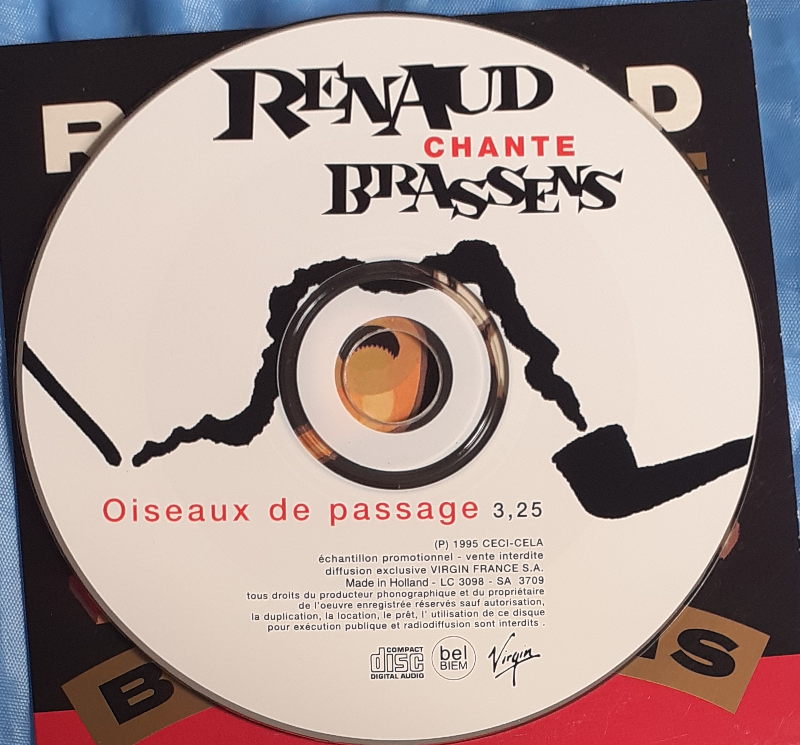 R D
RENAUD
CHANTE
BRASSENS
Oiseaux de passage 3,25
(P) 1995 CECI-CELA
échantillon promotionnel - vente interdite
diffusion exclusive VIRGIN FRANCE S.A.
Made in Holland - LC 3098 - SA 3709
tous droits du producteur phonographique et du propriétaire
de l'oeuvre enregistrée réservés sauf autorisation,
la duplication, la location, le prêt, l' utilisation de ce disque
pour exécution publique et radiodiffusion sont interdits .
COMPACT
disc
DIGITAL AUDIO
bel
BIEM
Virgin
B NS